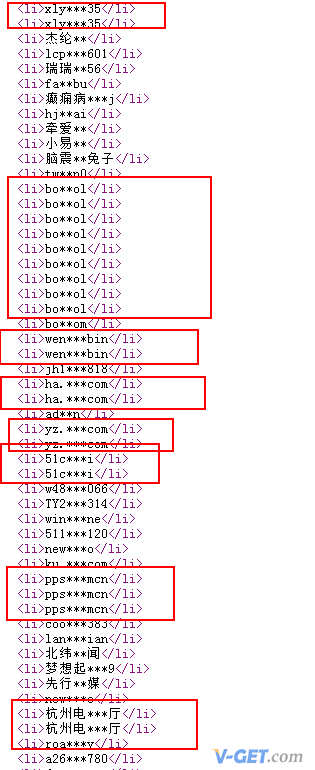 <li>xly***35</li>
<li>xly***35</li>
<li>杰纶**</li>
<li>lcp***601</li>
<li>瑞瑞**56</li>
<li>fa**bu</li>
<li>癫痫病***j</li>
<li>hj**ai</li>
<li>牵爱**</li>
<li>小易**</li>
<li>脑震**兔子</li>
<li>tw**n0</li>
<li>bo**ol</li>
<li>bo**ol</li>
<li>bo**ol</li>
<li>bo**ol</li>
<li>bo**ol</li>
<li>bo**ol</li>
<li>bo**ol</li>
<li>bo**ol</li>
<li>bo**ol</li>
<li>bo**om</li>
<li>wen***bin</li>
<li>wen***bin</li>
<li>jhl***818</li>
<li>ha.***com</li>
<li>ha.***com</li>
<li>ad**n</li>
<li>yz.***com</li>
<li>yz.***com</li>
<li>51c***i</li>
<li>51c***i</li>
<li>w48***066</li>
<li>TY2***314</li>
<li>win***ne</li>
<li>511***120</li>
<li>new***o</li>
<li>ku.***com</li>
<li>pps***mcn</li>
<li>pps***mcn</li>
<li>pps***mcn</li>
<li>coo***383</li>
<li>lan***ian</li>
<li>北纬**闻</li>
<li>梦想起***9</li>
<li>先行**媒</li>
<li>杭州电***厅</li>
<li>杭州电***厅</li>
<li>roa***y</li>
<li>a26***780</li>
V-GET.com